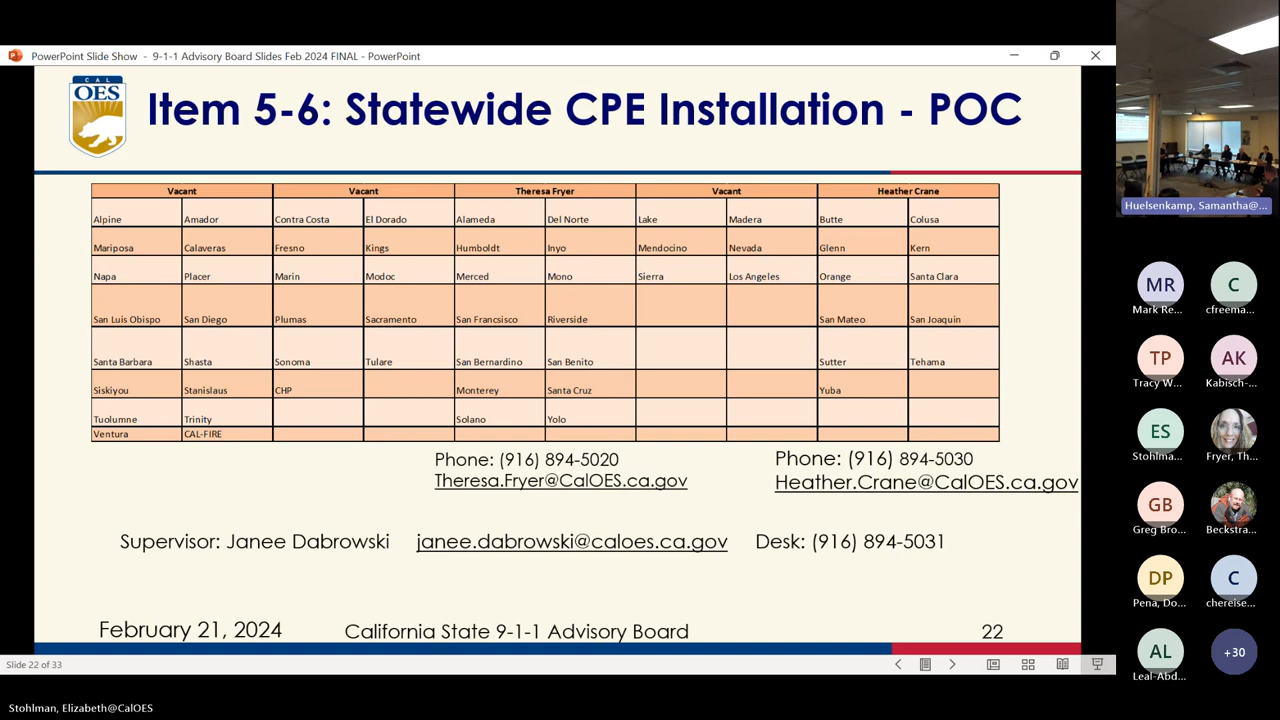 PowerPoint Slide Show - 9-1-1 Advisory Board Slides Feb 2024 FINAL - PowerPoint
CAL
OES
Item 5-6: Statewide CPE Installation - POC
Vacant Vacant Theresa Fryer Vacant Heather Crane
Alpine Amador Contra Costa El Dorado Alameda Del Norte Lake Madera Butte Colusa
Mariposa Calaveras Fresno Kings Humboldt Inyo Mendocino Nevada Glenn Kern
Napa Placer Marin Modoc Merced Mono Sierra Los Angeles Orange Santa Clara
San Luis Obispo San Diego Plumas Sacramento San Francsisco Riverside San Mateo San Joaquin
Santa Barbara Shasta Sonoma Tulare San Bernardino San Benito Sutter Tehama
Siskiyou Stanislaus CHP Monterey Santa Cruz Yuba
Tuolumne Trinity Solano Yolo
Ventura CAL-FIRE
Phone: (916) 894-5020
Theresa.Fryer@CalOES.ca.gov
Phone: (916) 894-5030
Heather.Crane@CalOES.ca.gov
Supervisor: Janee Dabrowski janee.dabrowski@caloes.ca.gov Desk: (916) 894-5031
February 21, 2024 California State 9-1-1 Advisory Board 22
Slide 22 of 33
Stohlman, Elizabeth@CalOES
Huelsenkamp, Samantha@...
MR C
Mark Re... cfreema...
TP AK
Tracy W... Kabisch-...
ES
Stohlma... Fryer, Th...
GB
Greg Bro... Beckstra...
DP C
Pena, Do... chereise...
AL +30
Leal-Abd...